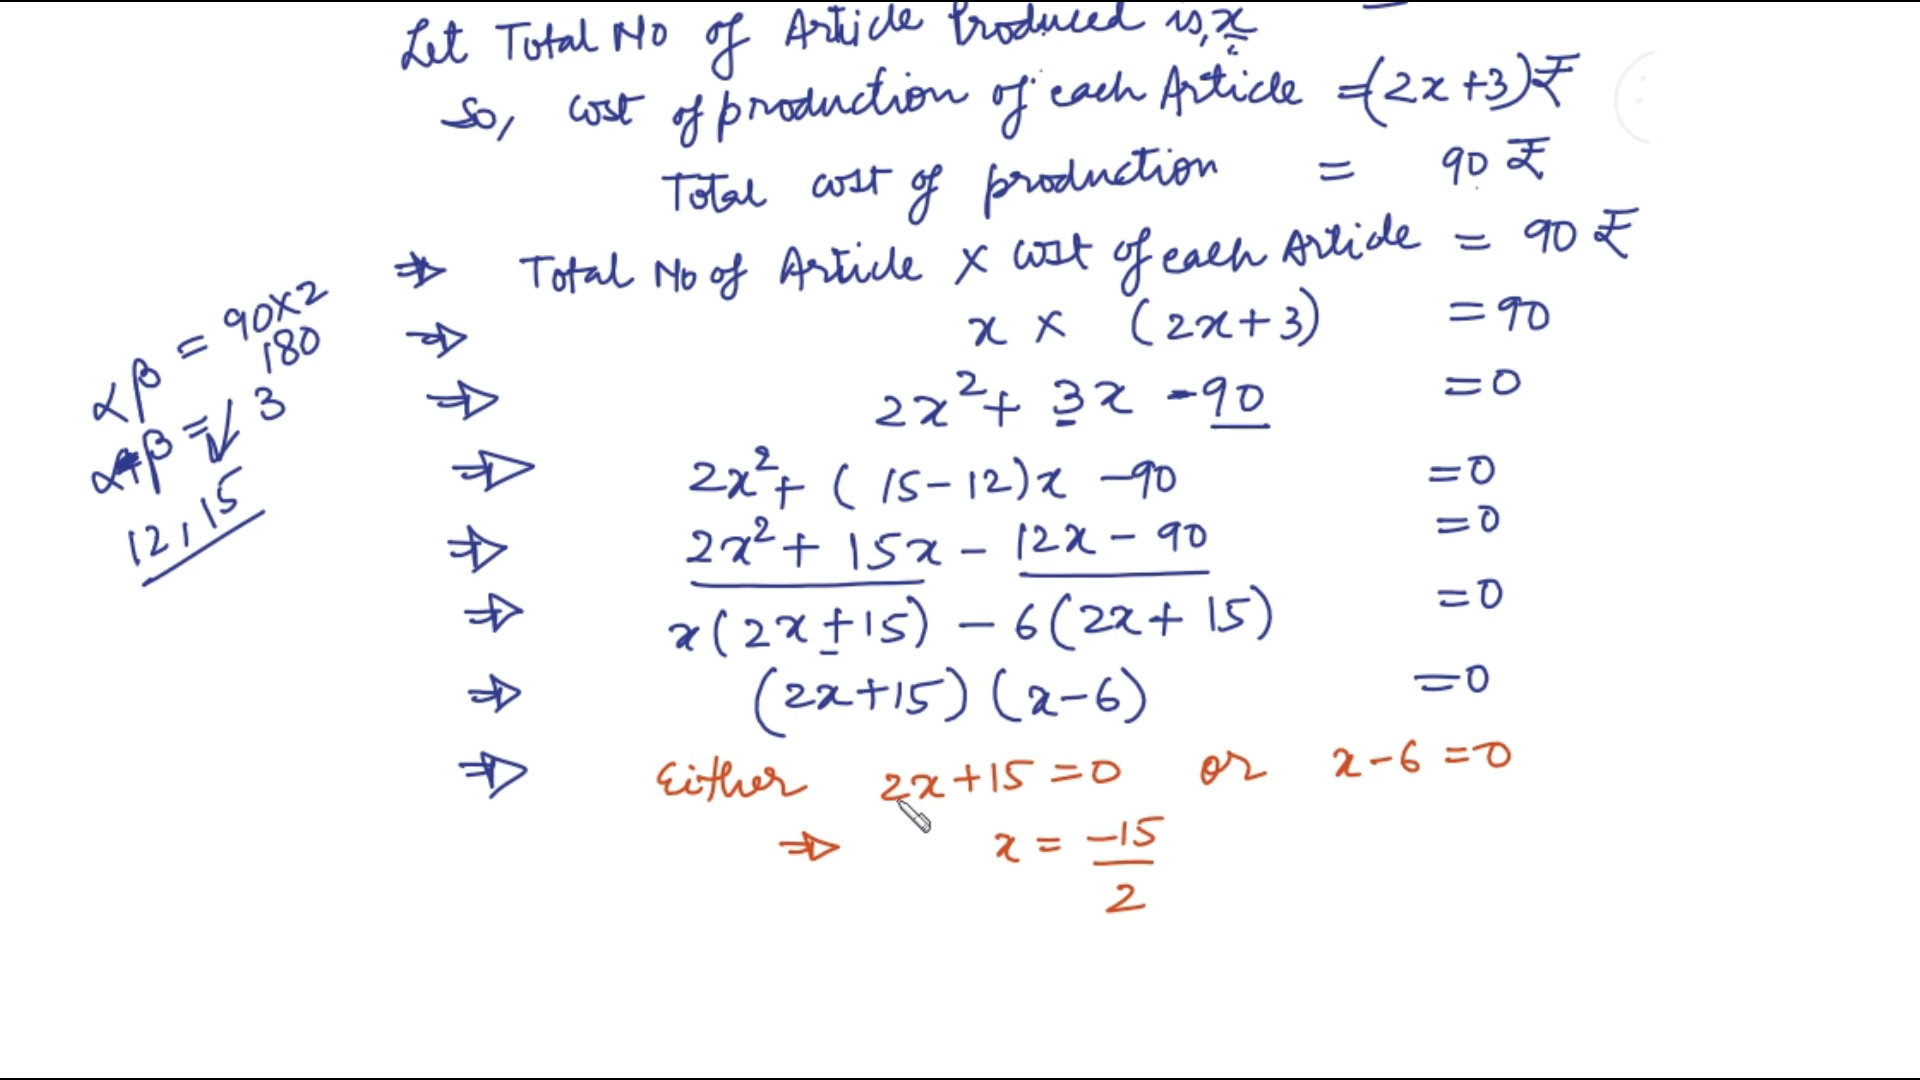 Let Total No of Article Produced is, x
So, cost of production of each Article = (2x+3)₹
Total cost of production = 90 ₹
⇒ Total No of Article × cost of each Article = 90 ₹
⇒ x × (2x+3) = 90
⇒ 2x² + 3x - 90 = 0
⇒ 2x² + (15-12)x - 90 = 0
⇒ 2x² + 15x - 12x - 90 = 0
⇒ x(2x+15) - 6(2x+15) = 0
⇒ (2x+15)(x-6) = 0
⇒ Either 2x+15=0 or x-6=0
⇒ x = -15/2
αβ = 90×2
180
α+β = 3
12, 15